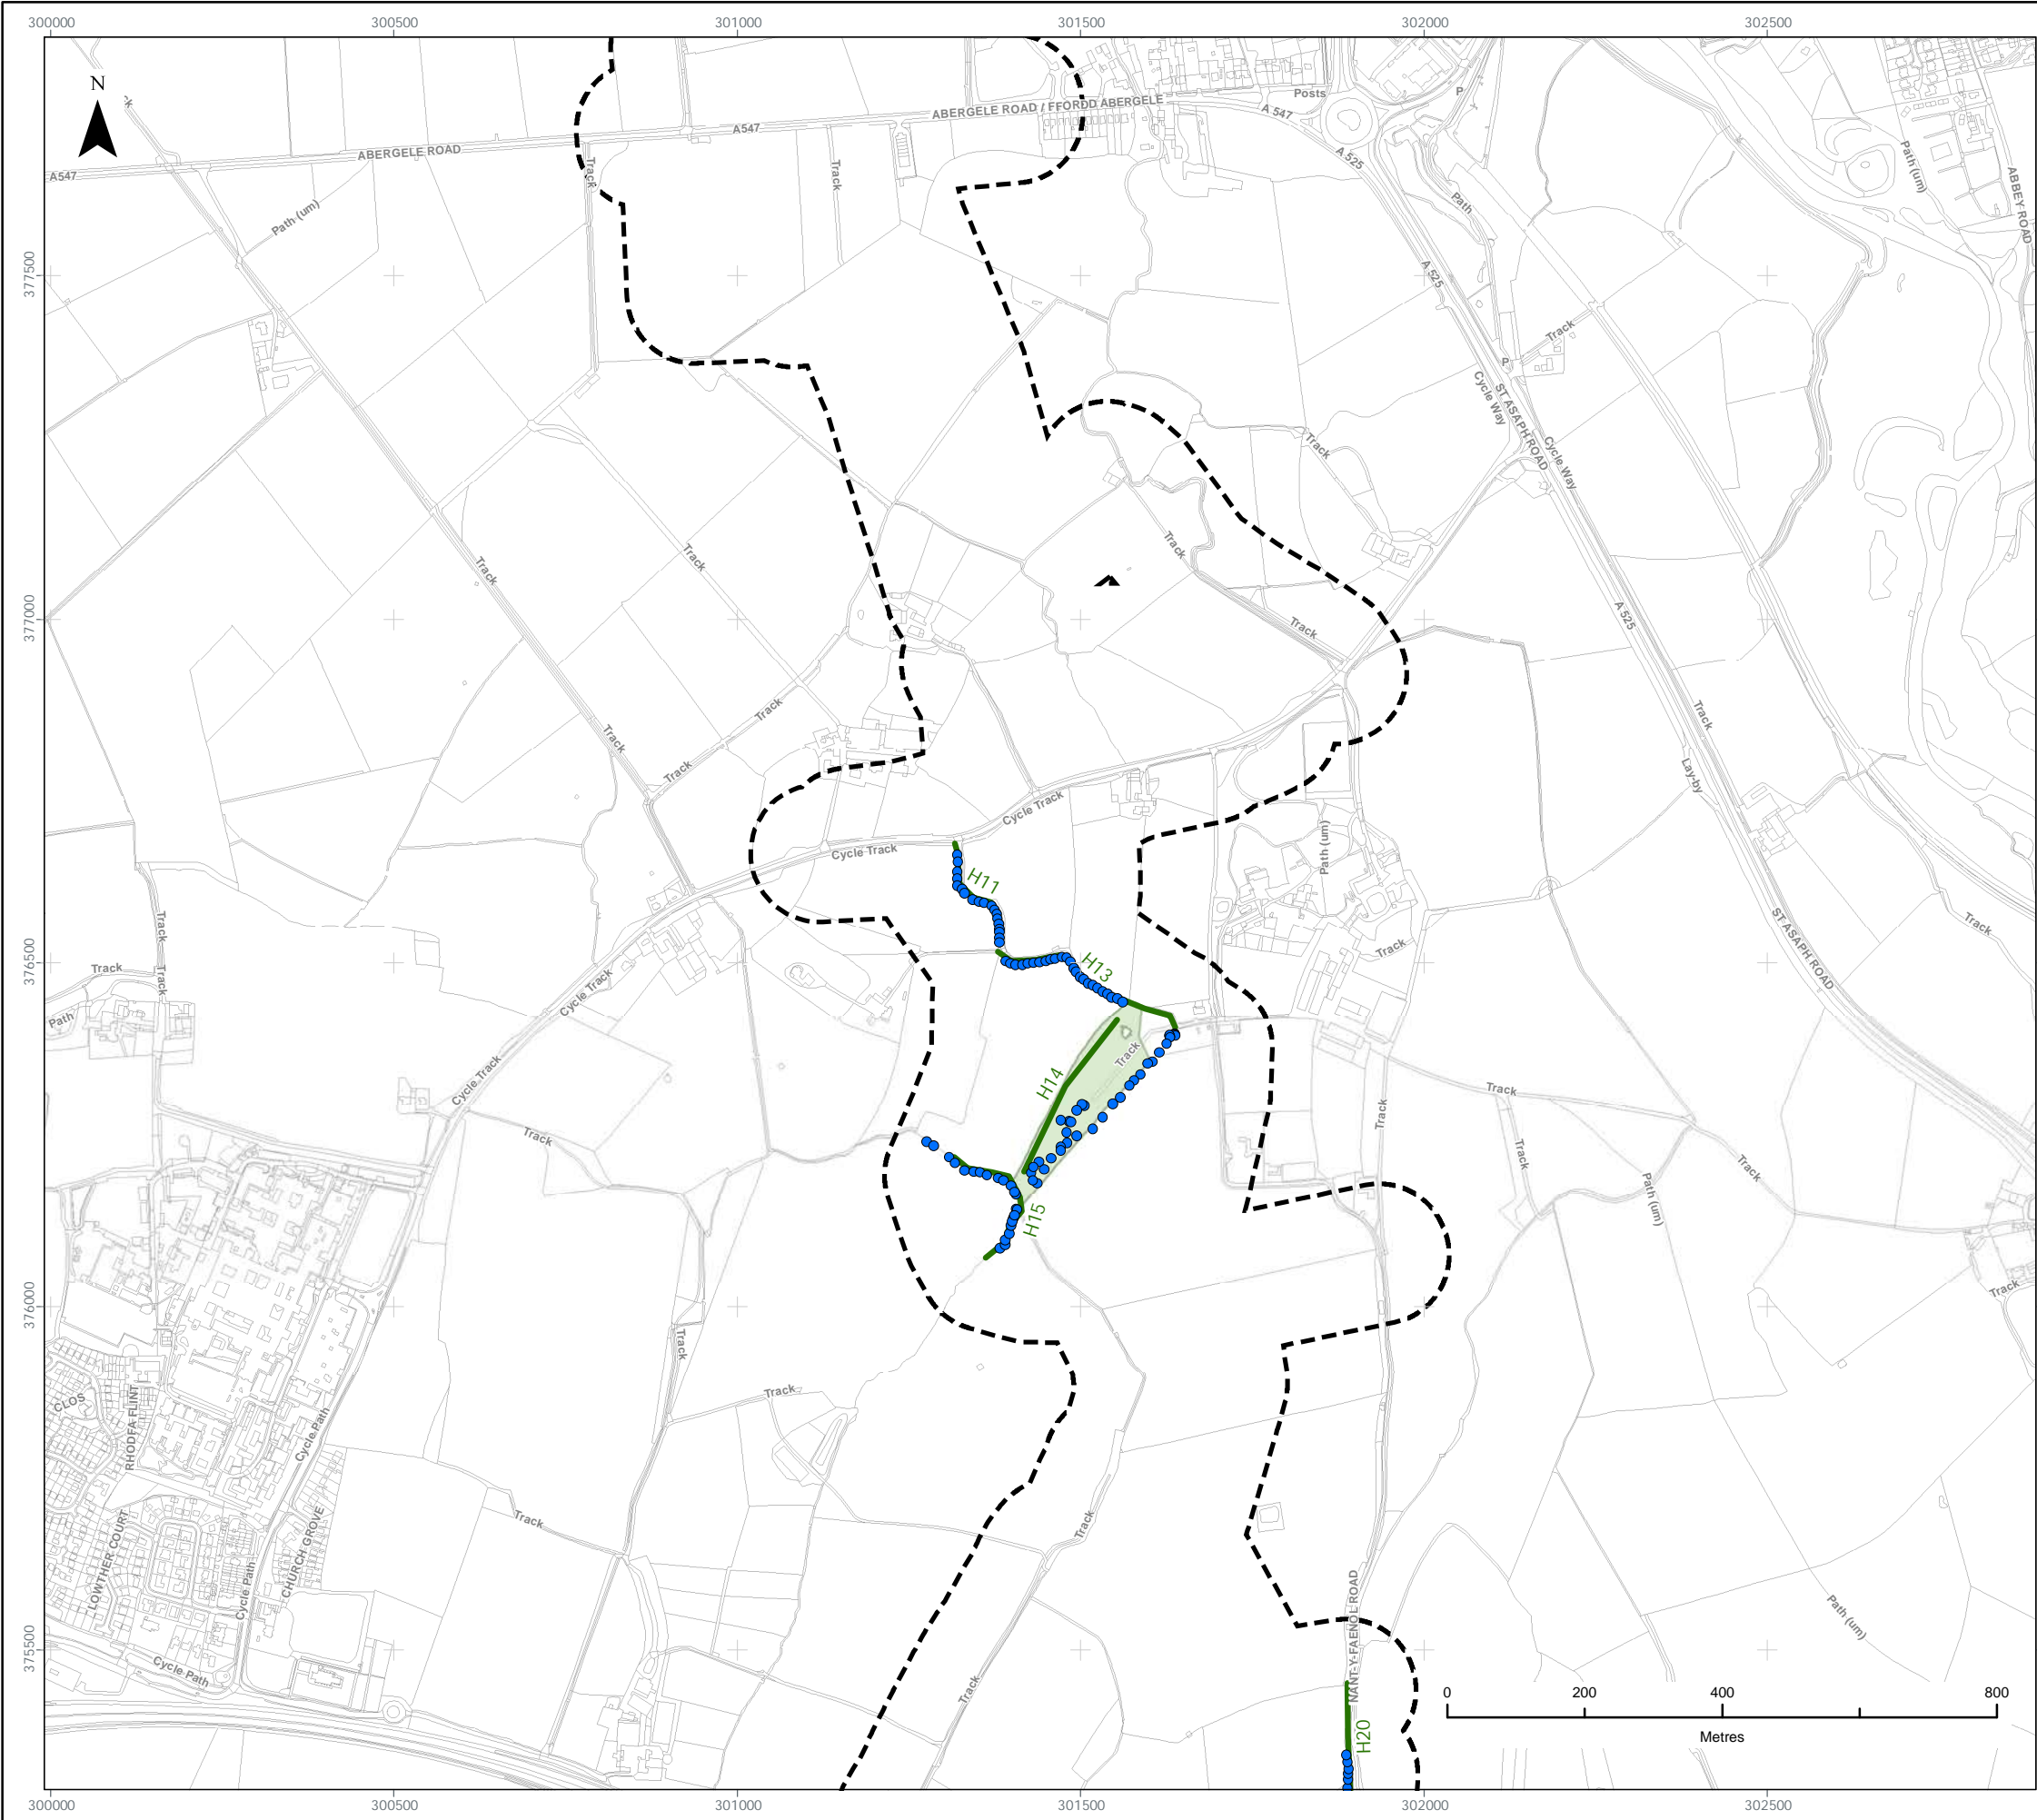 300000
300500
301000
301500
302000
302500
N
Posts
P
ABERGELE ROAD / FFORDD ABERGELE
A 547
A547
ABERGELE ROAD
A 525
A547
Track
Track
Path (um)
Path (um)
ABBEY ROAD
Path
377500
A 525
Track
P
Cycle Way
ST ASAPH ROAD
Cycle Way
Track
Track
Track
Track
377000
Track
A 525
Track
Track
Track
Track
Lay-by
Cycle Track
Cycle Track
Path (um)
H11
Track
Track
ST ASAPH ROAD
376500
Track
Track
Track
H13
Cycle Track
Path
Track
H14
Cycle Track
Track
Track
Track
Track
Track
Path (um)
H15
376000
Track
Track
CLOS
RHODFA FLINT
Track
Cycle Path
Track
Track
LOWTHER COURT
CHURCH GROVE
Cycle Path
NANT-Y-FAENOL ROAD
Path (um)
375500
Cycle Path
Track
0
200
400
800
Metres
H20
300000
300500
301000
301500
302000
302500